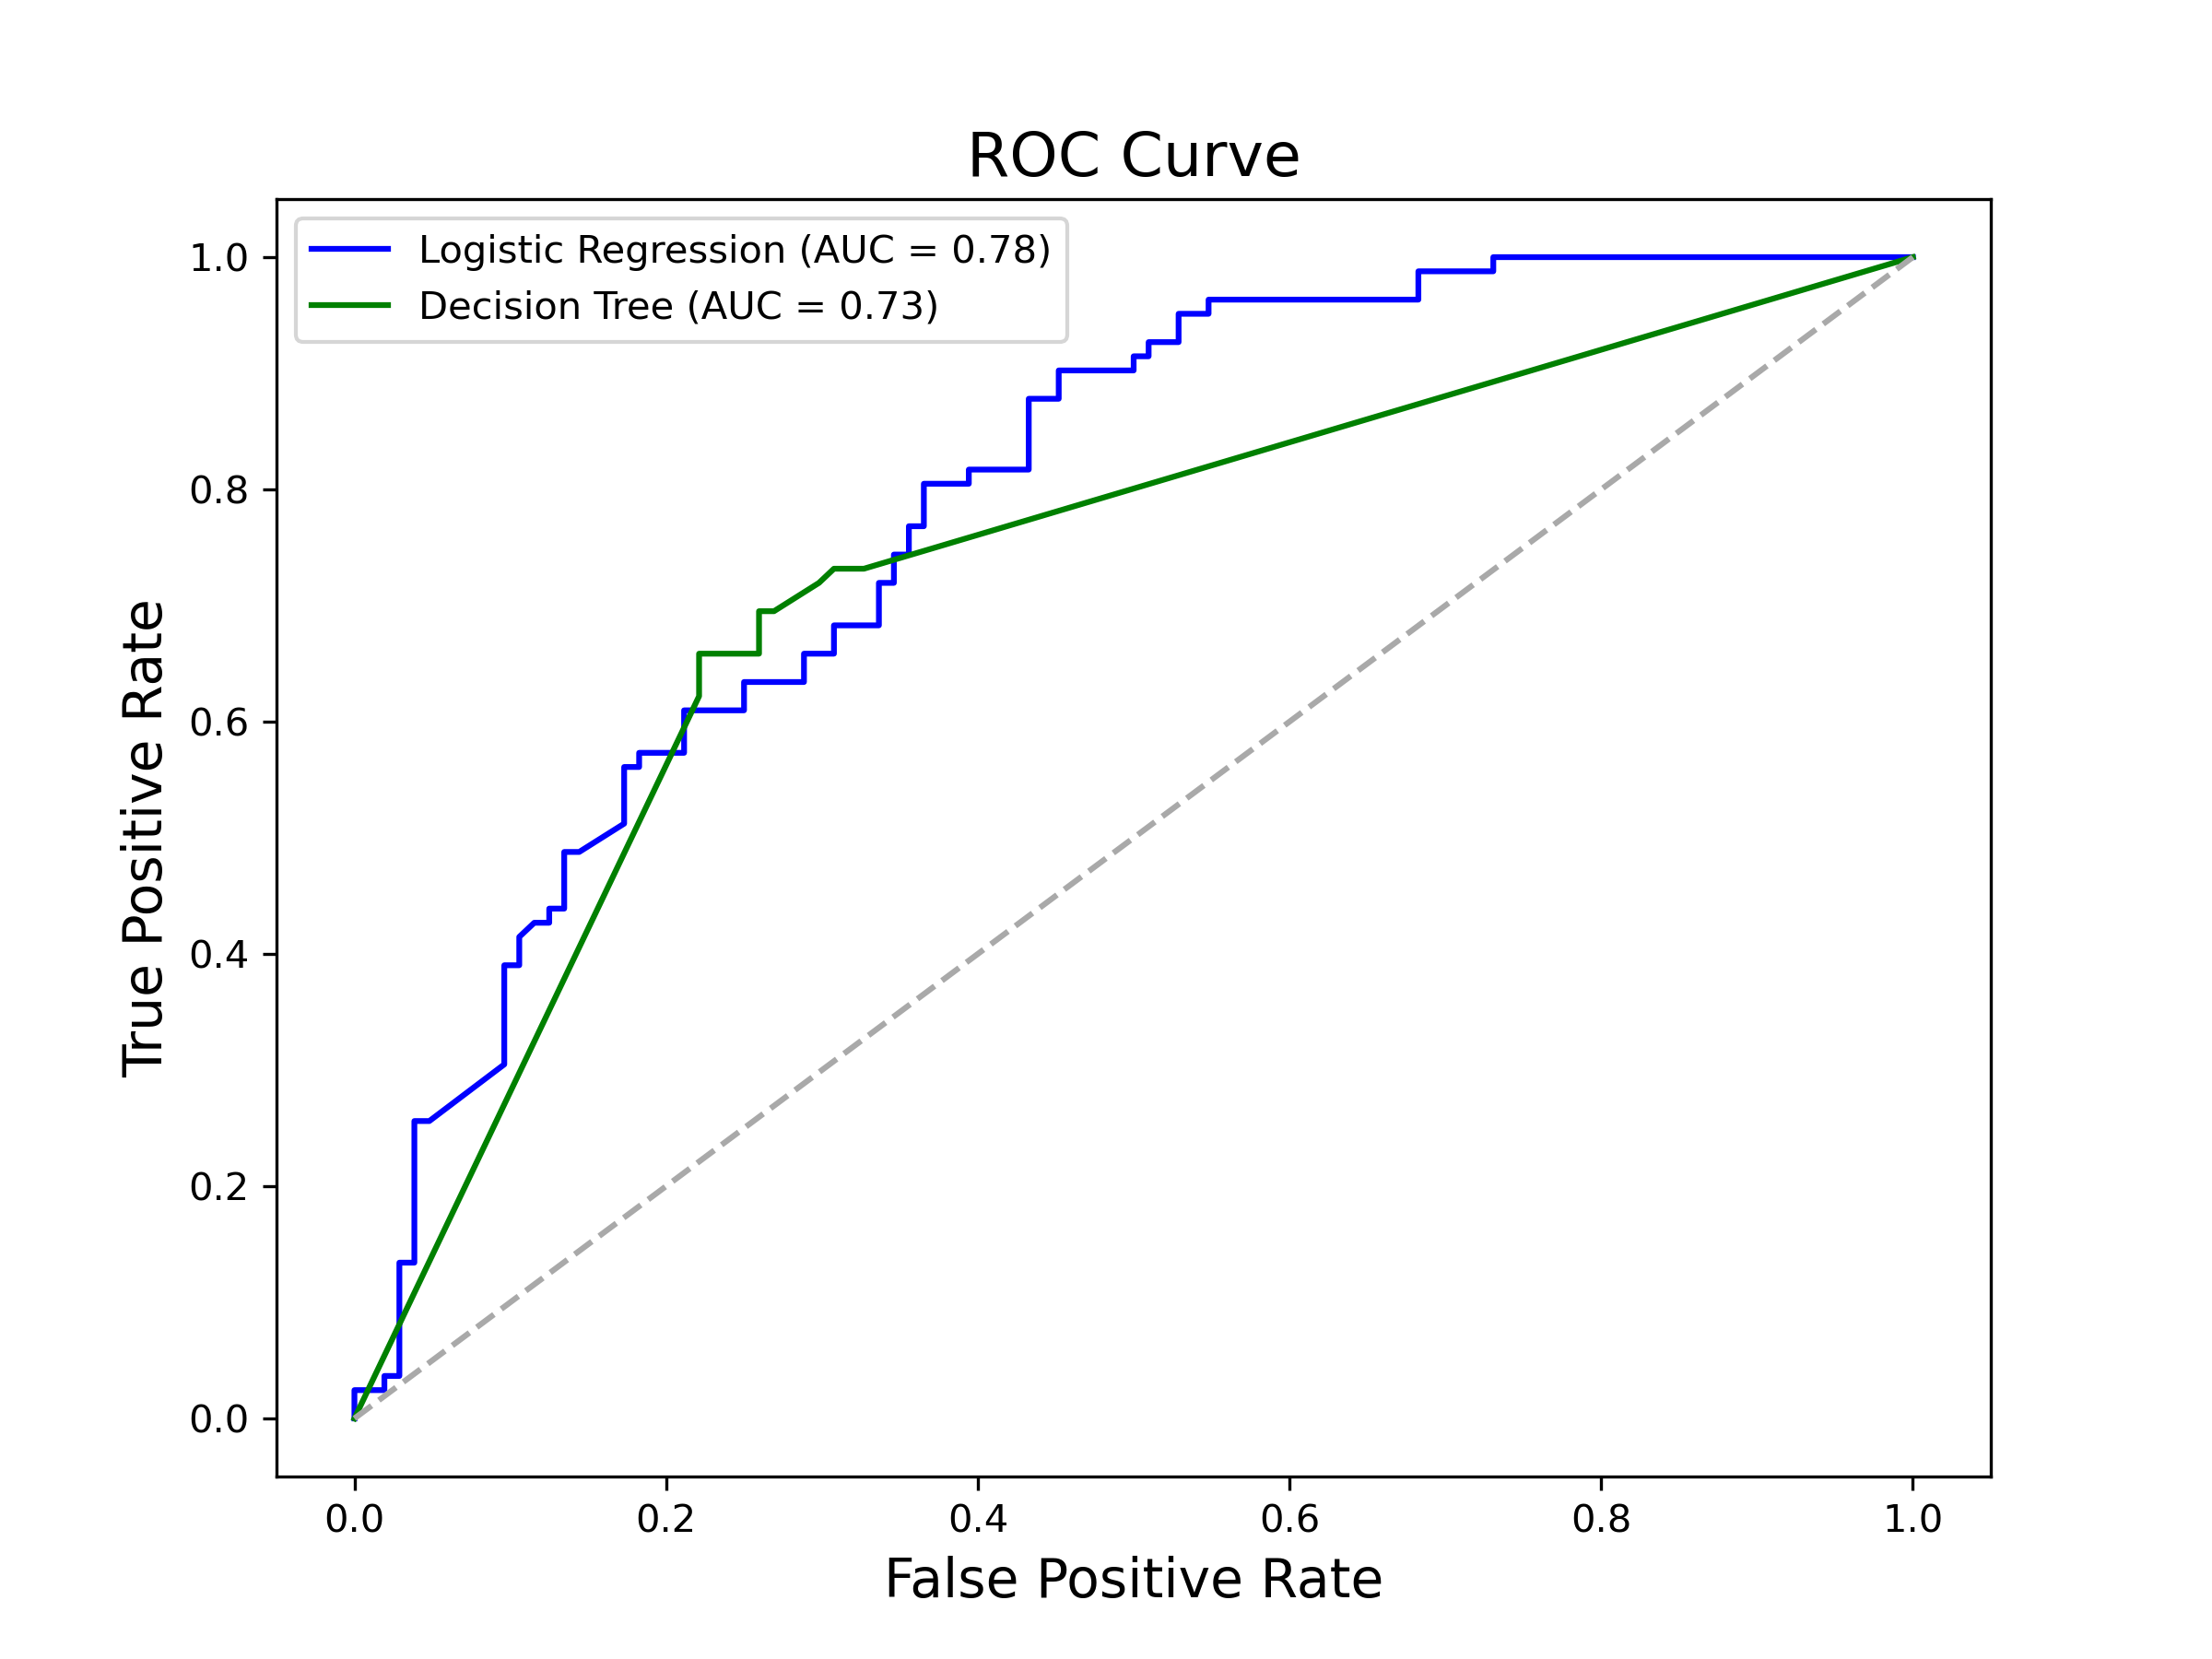 ROC Curve
Logistic Regression (AUC = 0.78)
Decision Tree (AUC = 0.73)
True Positive Rate
1.0
0.8
0.6
0.4
0.2
0.0
0.0 0.2 0.4 0.6 0.8 1.0
False Positive Rate